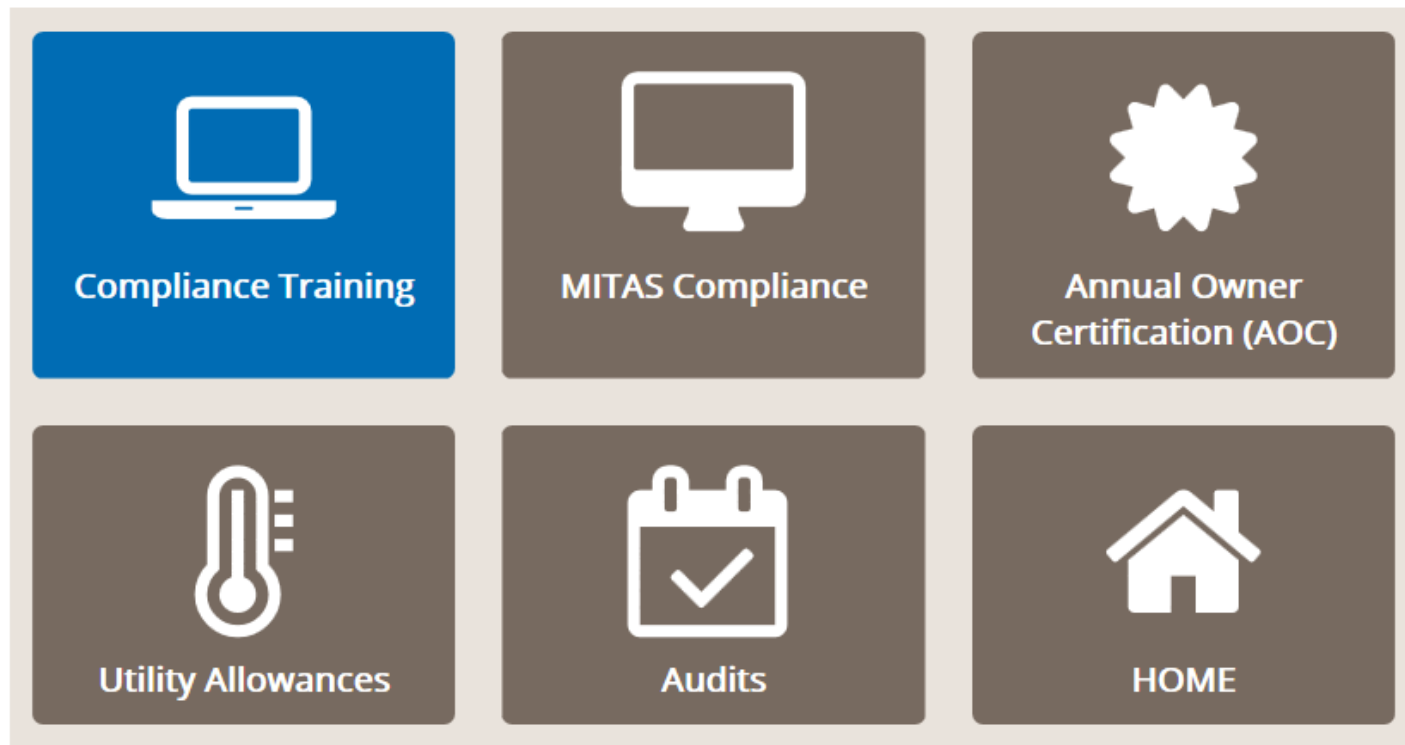 Compliance Training
MITAS Compliance
Annual Owner
Certification (AOC)
Utility Allowances
Audits
HOME